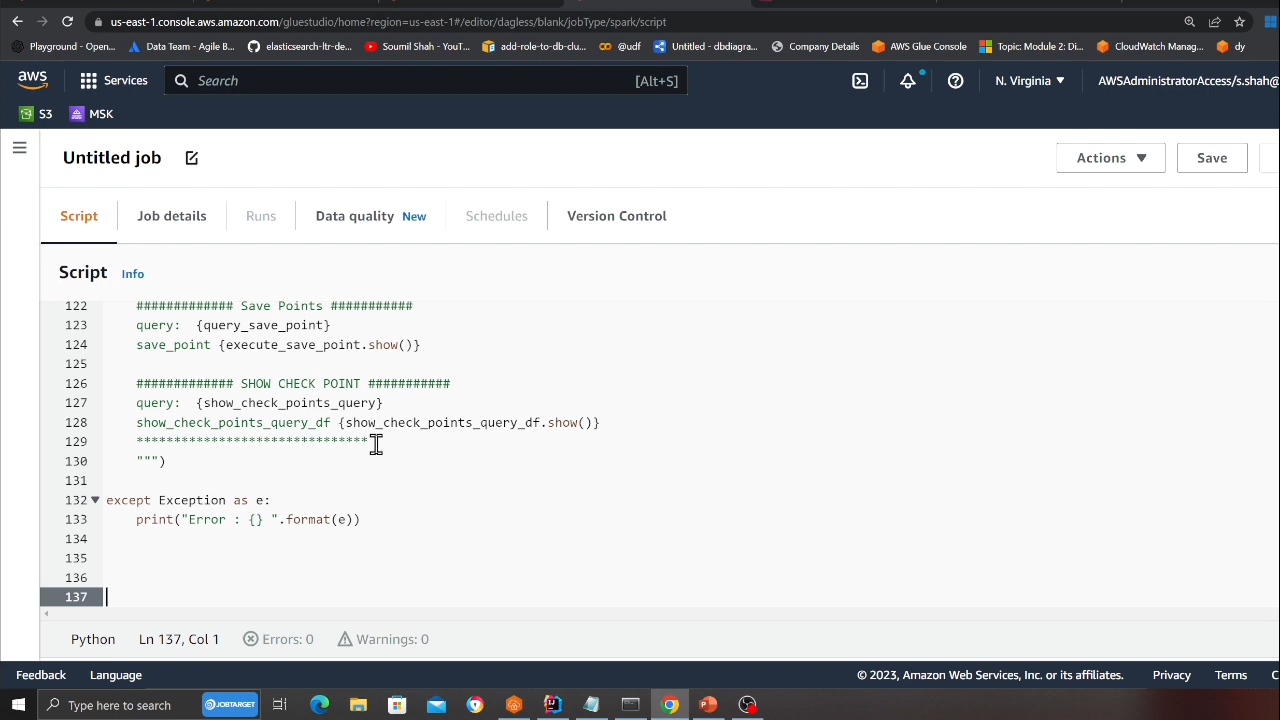 us-east-1.console.aws.amazon.com/gluestudio/home?region=us-east-1#/editor/dagless/blank/jobType/spark/script
Playground - Open... Data Team - Agile B... elasticsearch-ltr-de... Soumil Shah - YouT... add-role-to-db-clu... @udf Untitled - dbdiagra... Company Details AWS Glue Console Topic: Module 2: Di... CloudWatch Manag... dy
aws Services Search [Alt+S] N. Virginia AWSAdministratorAccess/s.shah@
S3 MSK
Untitled job Actions Save
Script Job details Runs Data quality New Schedules Version Control
Script Info
122 ############# Save Points ###########
123 query:  {query_save_point}
124 save_point {execute_save_point.show()}
125
126 ############# SHOW CHECK POINT ###########
127 query:  {show_check_points_query}
128 show_check_points_query_df {show_check_points_query_df.show()}
129 *******************************
130 """)
131
132 except Exception as e:
133 print("Error : {} ".format(e))
134
135
136
137
Python Ln 137, Col 1 Errors: 0 Warnings: 0
Feedback Language © 2023, Amazon Web Services, Inc. or its affiliates. Privacy Terms C
Type here to search JOBTARGET